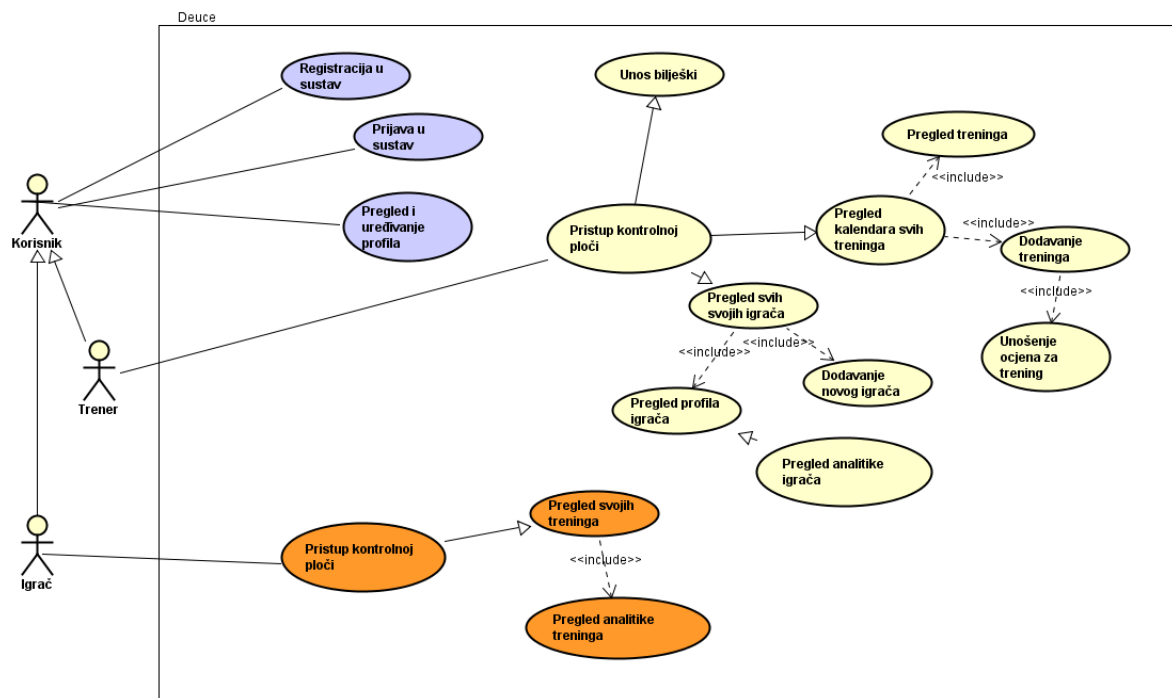 Deuce
Registracija u
sustav
Unos bilješki
Prijava u
sustav
Pregled treninga
<<include>>
Korisnik
Pregled i
uređivanje
profila
Pristup kontrolnoj
ploči
Pregled
kalendara svih
treninga
<<include>>
Dodavanje
treninga
<<include>>
Pregled svih
svojih igrača
<<include>>
<<include>>
Unošenje
ocjena za
trening
Trener
Dodavanje
novog igrača
Pregled profila
igrača
Pregled analitike
igrača
Pregled svojih
treninga
Pristup kontrolnoj
ploči
<<include>>
Igrač
Pregled analitike
treninga